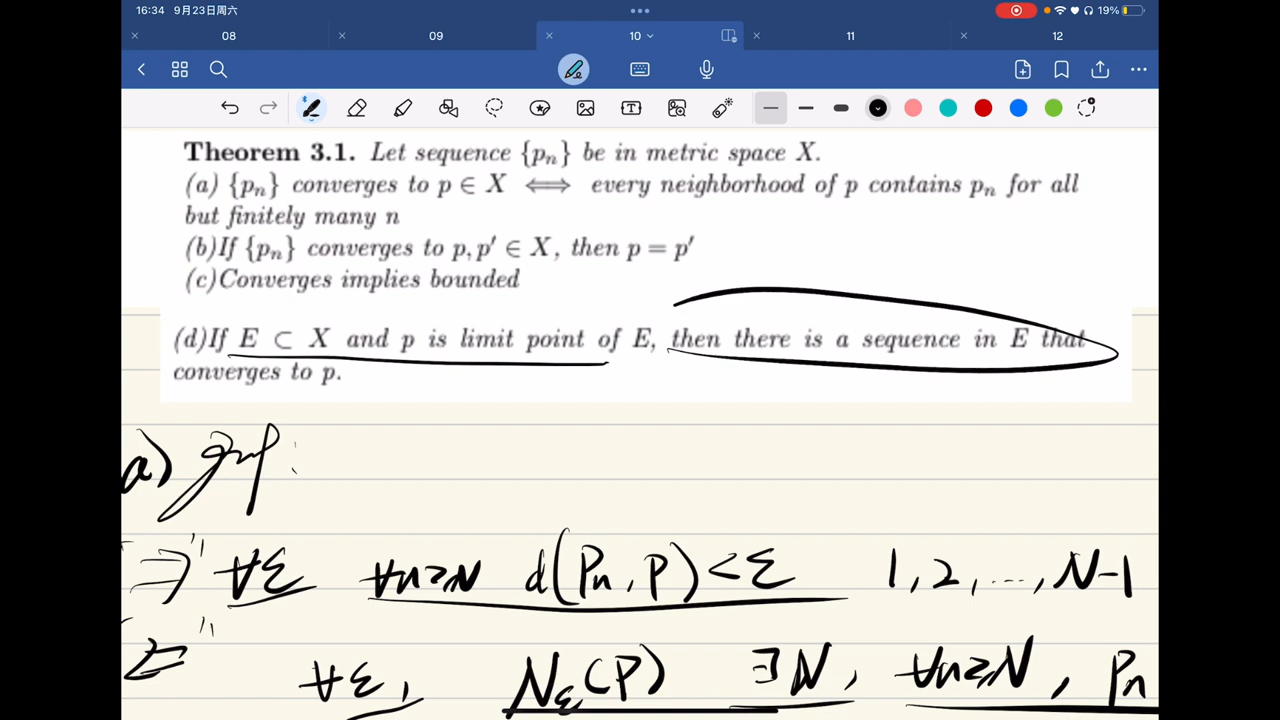 16:34 9月23日周六
19%
08 09 10 11 12
Theorem 3.1. Let sequence {pₙ} be in metric space X.
(a) {pₙ} converges to p ∈ X ⟺ every neighborhood of p contains pₙ for all
but finitely many n
(b)If {pₙ} converges to p, p′ ∈ X, then p = p′
(c)Converges implies bounded
(d)If E ⊂ X and p is limit point of E, then there is a sequence in E that
converges to p.
a)
"⇒" ∀ε ∀n≥N d(Pₙ, P)<ε 1, 2, ..., N-1
"⇐" ∀ε, N_ε(P) ∃N, ∀n≥N, Pₙ